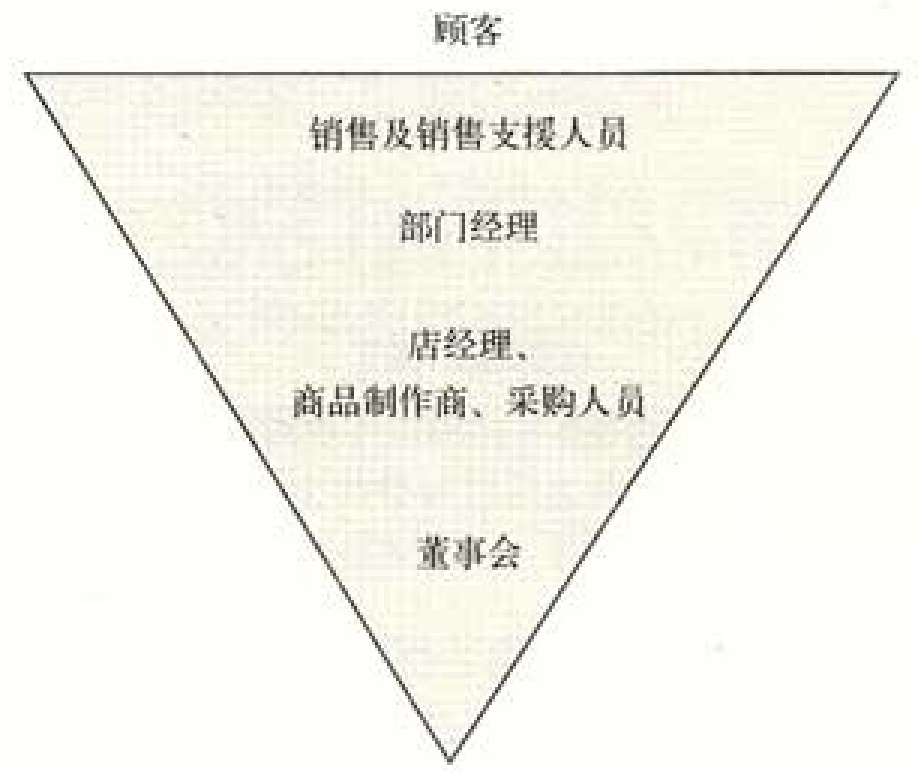 顾客
销售及销售支援人员
部门经理
店经理、
商品制作商、采购人员
董事会